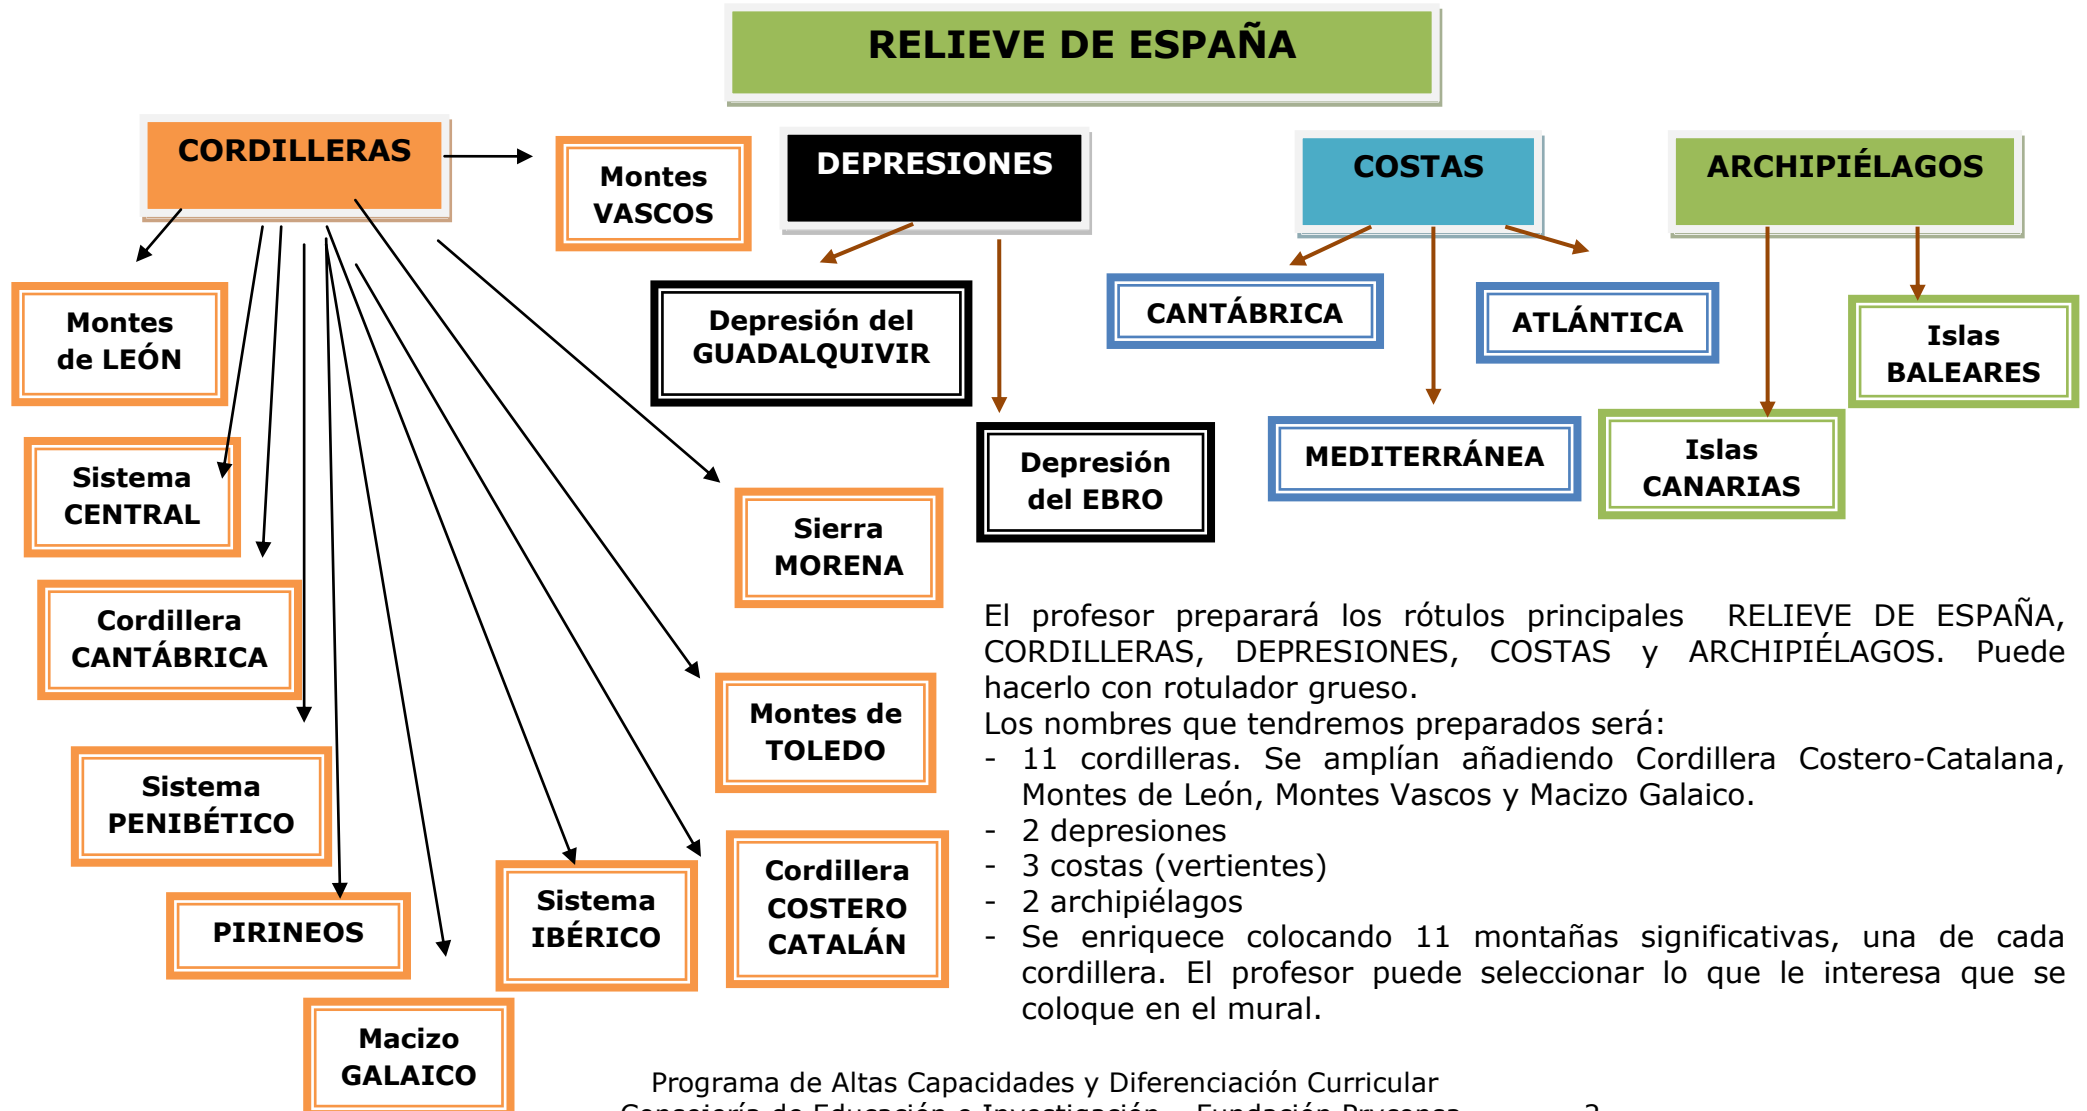 RELIEVE DE ESPAÑA
CORDILLERAS
Montes
VASCOS
DEPRESIONES
COSTAS
ARCHIPIÉLAGOS
Montes
de LEÓN
Depresión del
GUADALQUIVIR
CANTÁBRICA
ATLÁNTICA
Islas
BALEARES
Sistema
CENTRAL
Sierra
MORENA
Depresión
del EBRO
MEDITERRÁNEA
Islas
CANARIAS
Cordillera
CANTÁBRICA
Montes de
TOLEDO
Sistema
PENIBÉTICO
PIRINEOS
Sistema
IBÉRICO
Cordillera
COSTERO
CATALÁN
Macizo
GALAICO
El profesor preparará los rótulos principales RELIEVE DE ESPAÑA,
CORDILLERAS, DEPRESIONES, COSTAS y ARCHIPIÉLAGOS. Puede
hacerlo con rotulador grueso.
Los nombres que tendremos preparados será:
- 11 cordilleras. Se amplían añadiendo Cordillera Costero-Catalana,
Montes de León, Montes Vascos y Macizo Galaico.
- 2 depresiones
- 3 costas (vertientes)
- 2 archipiélagos
- Se enriquece colocando 11 montañas significativas, una de cada
cordillera. El profesor puede seleccionar lo que le interesa que se
coloque en el mural.
Programa de Altas Capacidades y Diferenciación Curricular
Consejería de Educación e Investigación Fundación Pryconsa